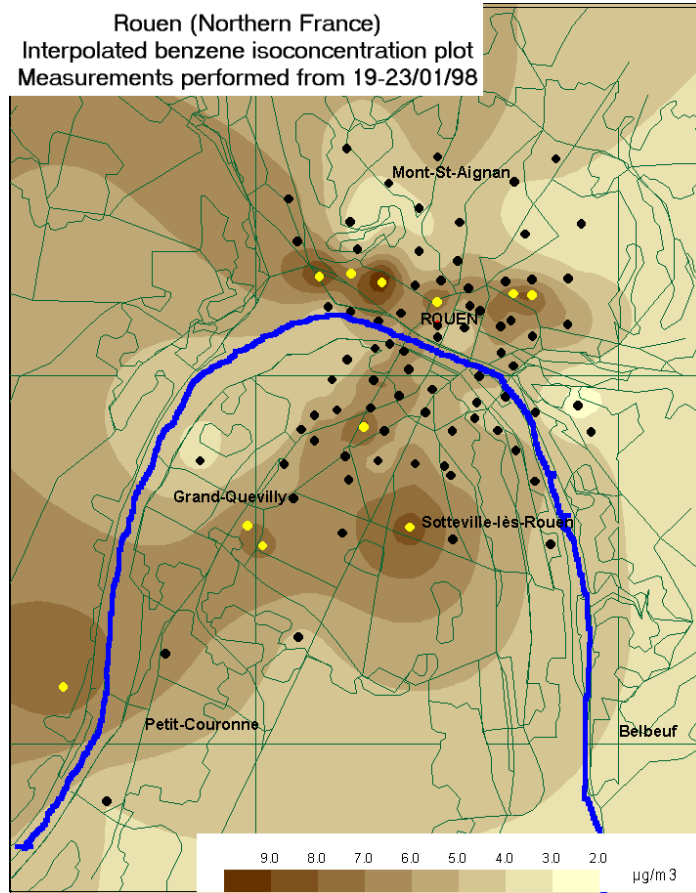 Rouen (Northern France)
Interpolated benzene isoconcentration plot
Measurements performed from 19-23/01/98
Mont-St-Aignan
ROUEN
Grand-Quevilly
Sotteville-lès-Rouen
Petit-Couronne
Belbeuf
9.0 8.0 7.0 6.0 5.0 4.0 3.0 2.0 µg/m3